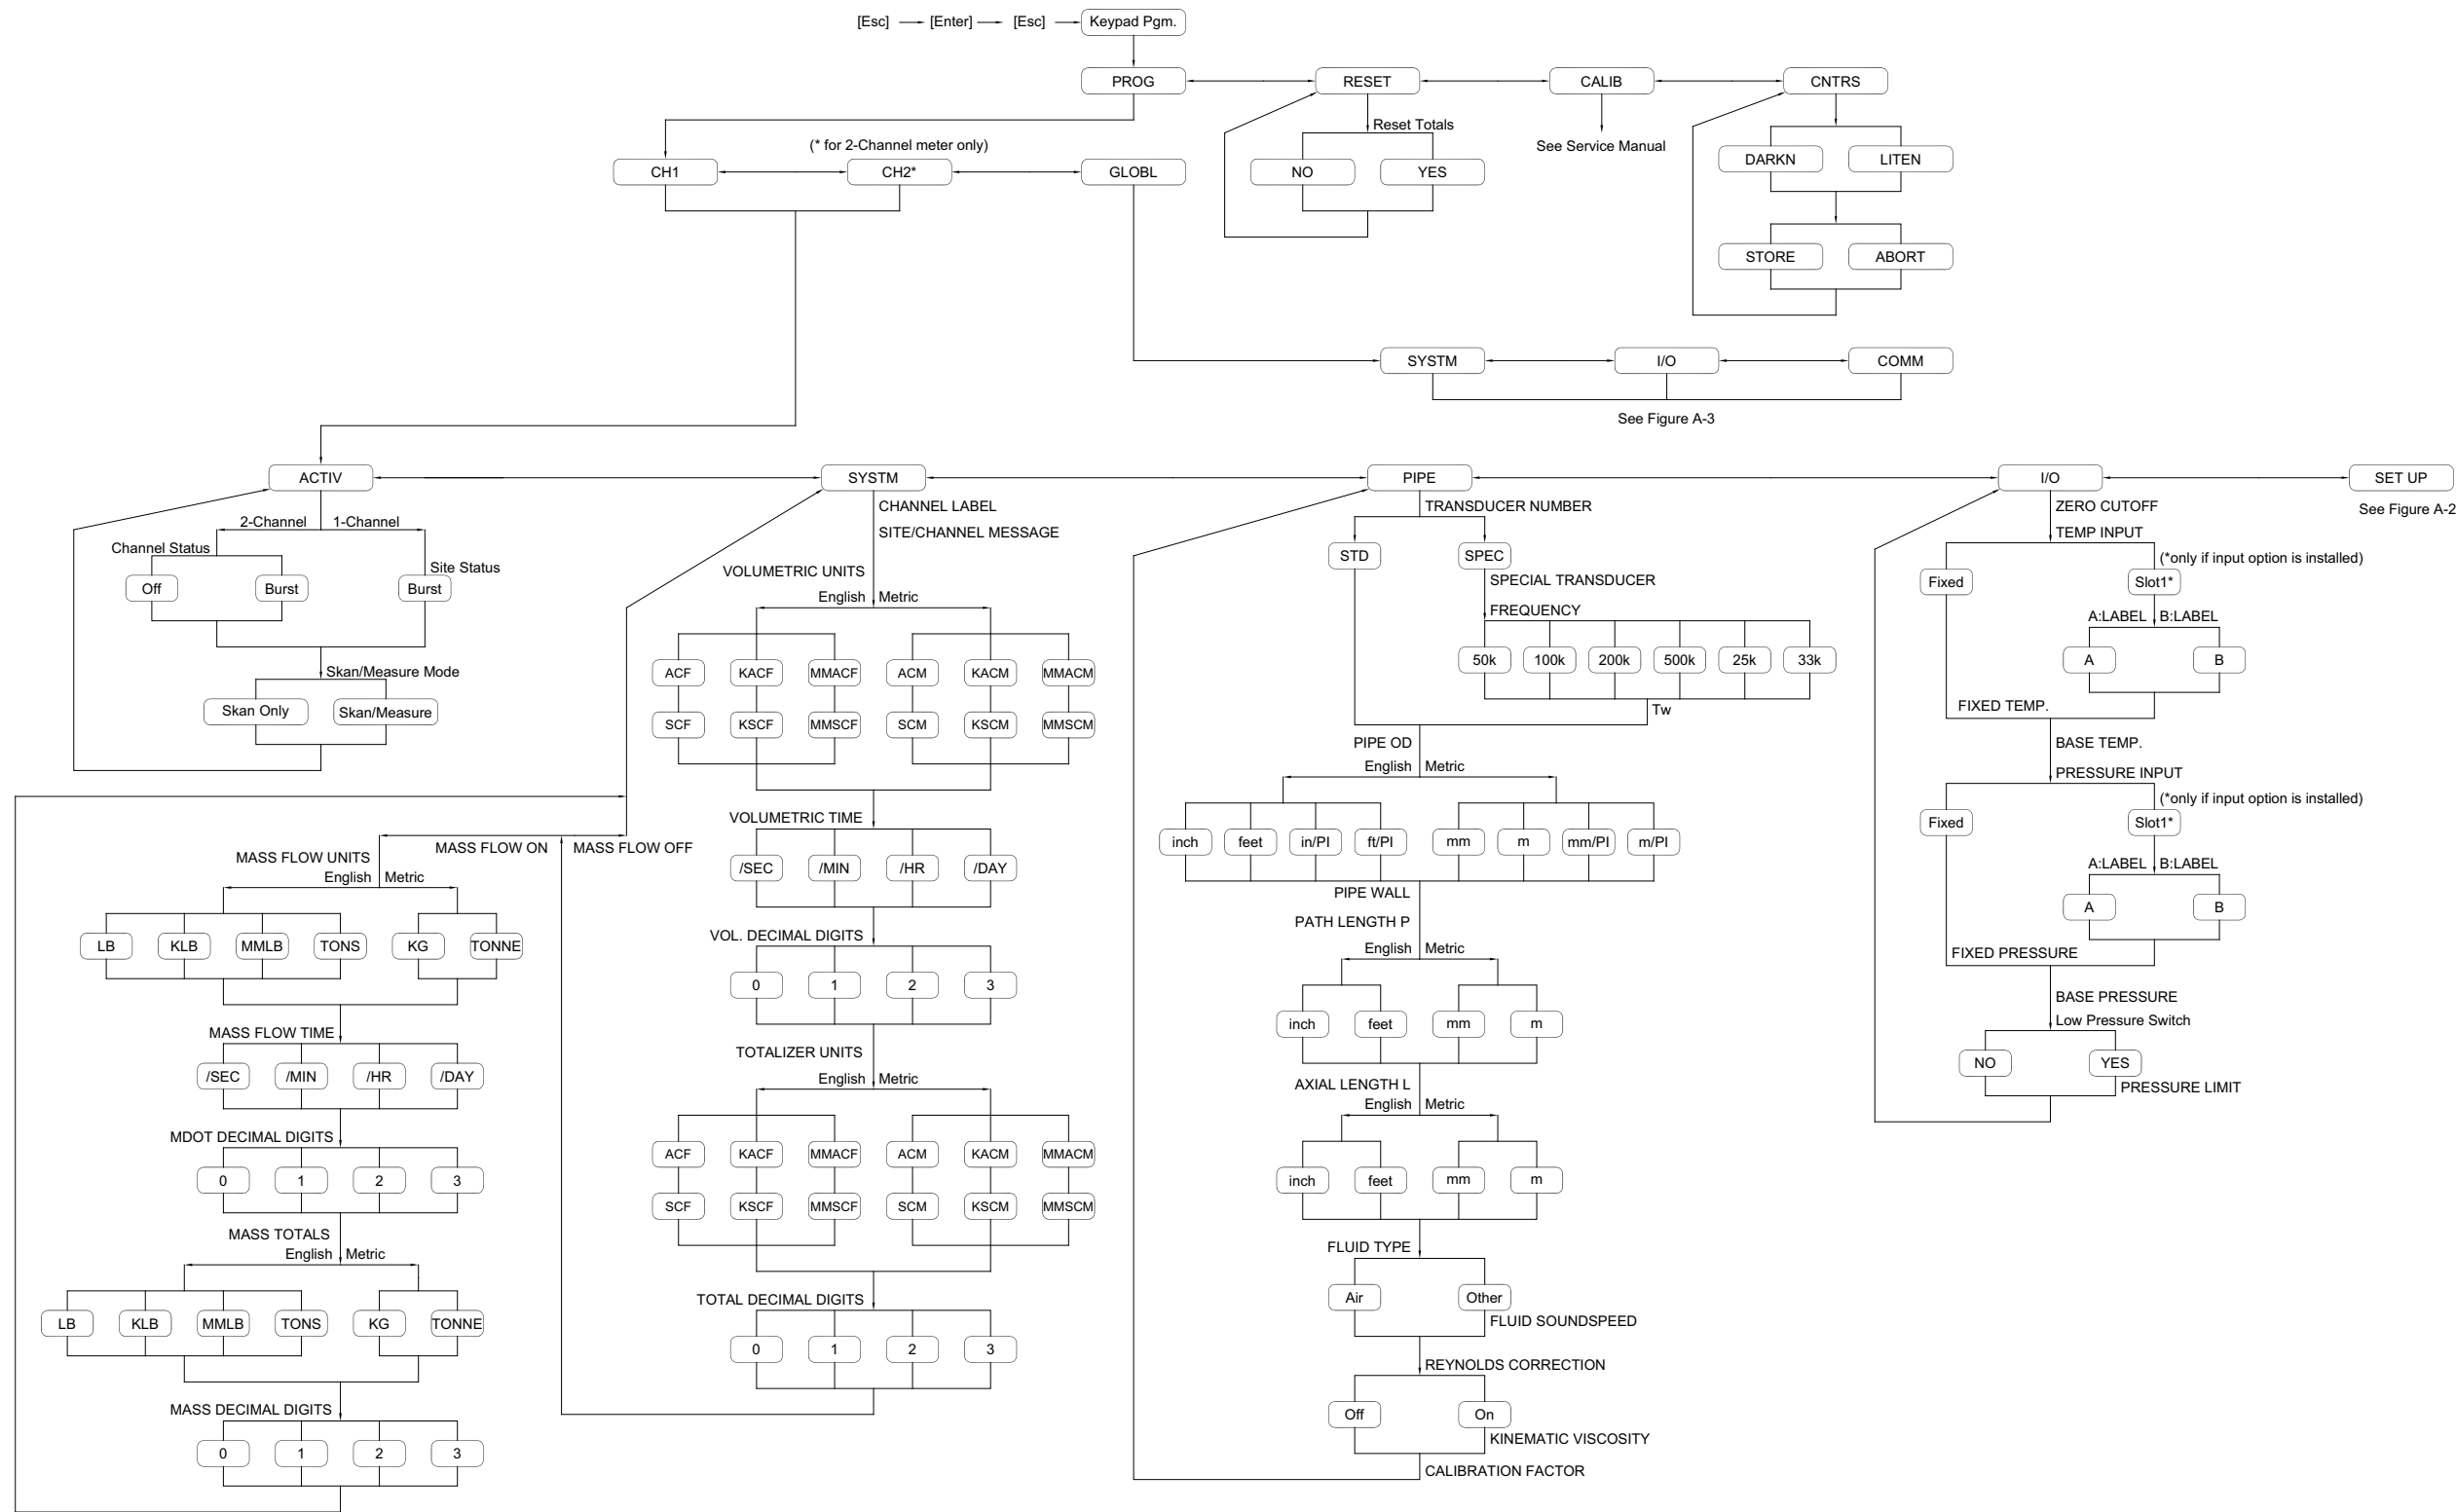 [Esc] [Enter] [Esc] Keypad Pgm.
PROG RESET CALIB CNTRS
Reset Totals
(* for 2-Channel meter only)
See Service Manual
CH1 CH2* GLOBL
NO YES
DARKN LITEN
STORE ABORT
SYSTM I/O COMM
See Figure A-3
ACTIV SYSTM PIPE I/O SET UP
See Figure A-2
2-Channel 1-Channel
Channel Status
Site Status
Off Burst Burst
Skan/Measure Mode
Skan Only Skan/Measure
CHANNEL LABEL
SITE/CHANNEL MESSAGE
VOLUMETRIC UNITS
English Metric
ACF KACF MMACF ACM KACM MMACM
SCF KSCF MMSCF SCM KSCM MMSCM
VOLUMETRIC TIME
/SEC /MIN /HR /DAY
VOL. DECIMAL DIGITS
0 1 2 3
TOTALIZER UNITS
English Metric
ACF KACF MMACF ACM KACM MMACM
SCF KSCF MMSCF SCM KSCM MMSCM
TOTAL DECIMAL DIGITS
0 1 2 3
MASS FLOW ON MASS FLOW OFF
MASS FLOW UNITS
English Metric
LB KLB MMLB TONS KG TONNE
MASS FLOW TIME
/SEC /MIN /HR /DAY
MDOT DECIMAL DIGITS
0 1 2 3
MASS TOTALS
English Metric
LB KLB MMLB TONS KG TONNE
MASS DECIMAL DIGITS
0 1 2 3
TRANSDUCER NUMBER
STD SPEC
SPECIAL TRANSDUCER
FREQUENCY
50k 100k 200k 500k 25k 33k
Tw
PIPE OD
English Metric
inch feet in/PI ft/PI mm m mm/PI m/PI
PIPE WALL
PATH LENGTH P
English Metric
inch feet mm m
AXIAL LENGTH L
English Metric
inch feet mm m
FLUID TYPE
Air Other
FLUID SOUNDSPEED
REYNOLDS CORRECTION
Off On
KINEMATIC VISCOSITY
CALIBRATION FACTOR
ZERO CUTOFF
TEMP INPUT
(*only if input option is installed)
Fixed Slot1*
A:LABEL B:LABEL
A B
FIXED TEMP.
BASE TEMP.
PRESSURE INPUT
(*only if input option is installed)
Fixed Slot1*
A:LABEL B:LABEL
A B
FIXED PRESSURE
BASE PRESSURE
Low Pressure Switch
NO YES
PRESSURE LIMIT